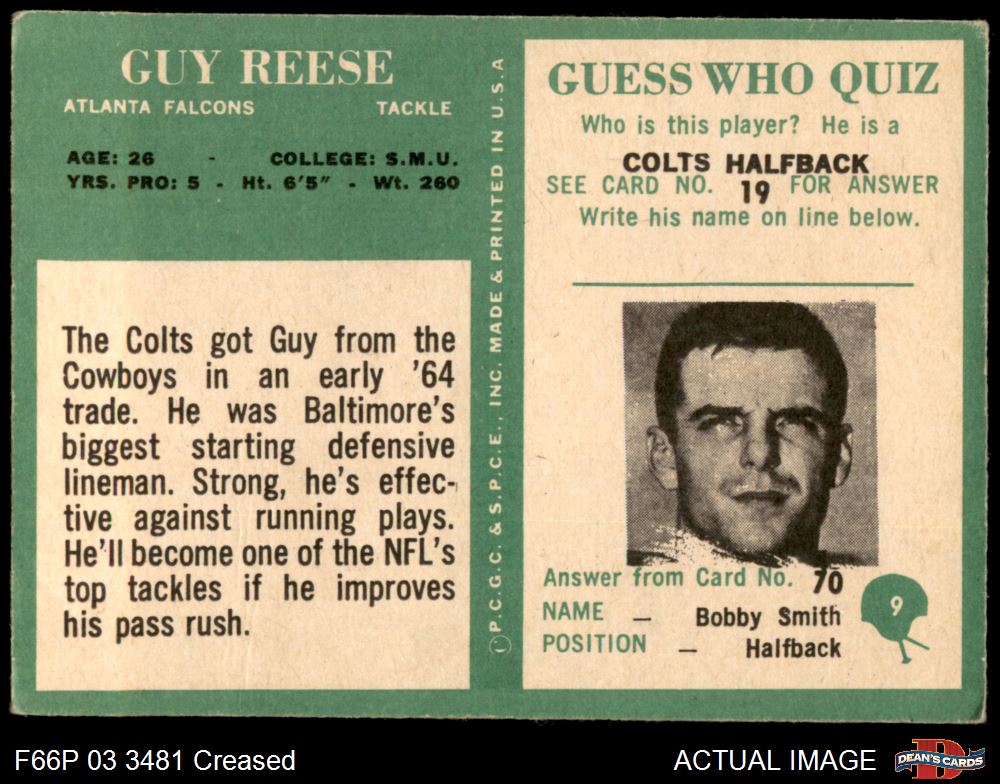 GUY REESE
ATLANTA FALCONS TACKLE
AGE: 26 - COLLEGE: S.M.U.
YRS. PRO: 5 - Ht. 6'5" - Wt. 260
The Colts got Guy from the
Cowboys in an early '64
trade. He was Baltimore's
biggest starting defensive
lineman. Strong, he's effec-
tive against running plays.
He'll become one of the NFL's
top tackles if he improves
his pass rush.
© P.C.G.C. & S.P.C.E., INC. MADE & PRINTED IN U.S.A
GUESS WHO QUIZ
Who is this player? He is a
COLTS HALFBACK
SEE CARD NO. 19 FOR ANSWER
Write his name on line below.
Answer from Card No. 70
NAME — Bobby Smith
POSITION — Halfback
9
F66P 03 3481 Creased
ACTUAL IMAGE
D
DEAN'S CARDS